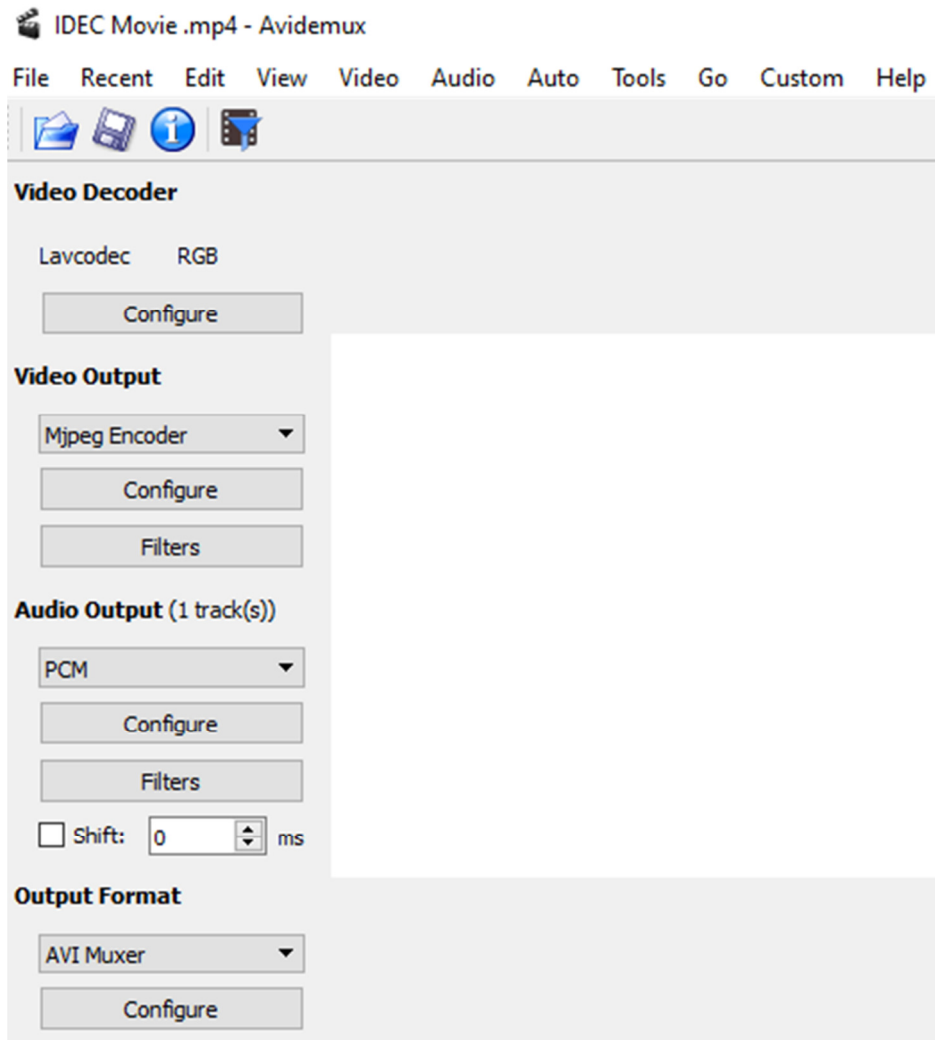 IDEC Movie .mp4 - Avidemux
File Recent Edit View Video Audio Auto Tools Go Custom Help
Video Decoder
Lavcodec RGB
Configure
Video Output
Mjpeg Encoder
Configure
Filters
Audio Output (1 track(s))
PCM
Configure
Filters
Shift: 0 ms
Output Format
AVI Muxer
Configure